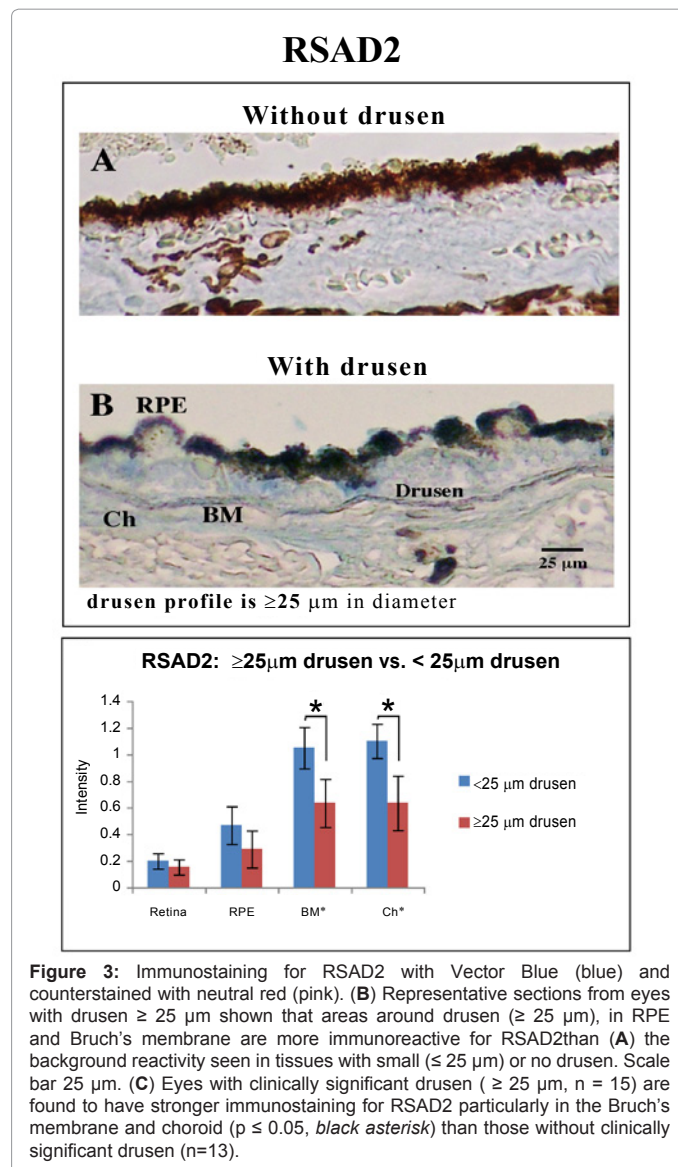 RSAD2
Without drusen
A
With drusen
B
RPE
Drusen
Ch
BM
25 µm
drusen profile is ≥25 µm in diameter
RSAD2: ≥25µm drusen vs. < 25µm drusen
1.4
1.2
1
0.8
0.6
0.4
0.2
0
Intensity
*
*
<25 µm drusen
≥25 µm drusen
Retina
RPE
BM*
Ch*
Figure 3: Immunostaining for RSAD2 with Vector Blue (blue) and
counterstained with neutral red (pink). (B) Representative sections from eyes
with drusen ≥ 25 µm shown that areas around drusen (≥ 25 µm), in RPE
and Bruch's membrane are more immunoreactive for RSAD2than (A) the
background reactivity seen in tissues with small (≤ 25 µm) or no drusen. Scale
bar 25 µm. (C) Eyes with clinically significant drusen ( ≥ 25 µm, n = 15) are
found to have stronger immunostaining for RSAD2 particularly in the Bruch's
membrane and choroid (p ≤ 0.05, black asterisk) than those without clinically
significant drusen (n=13).